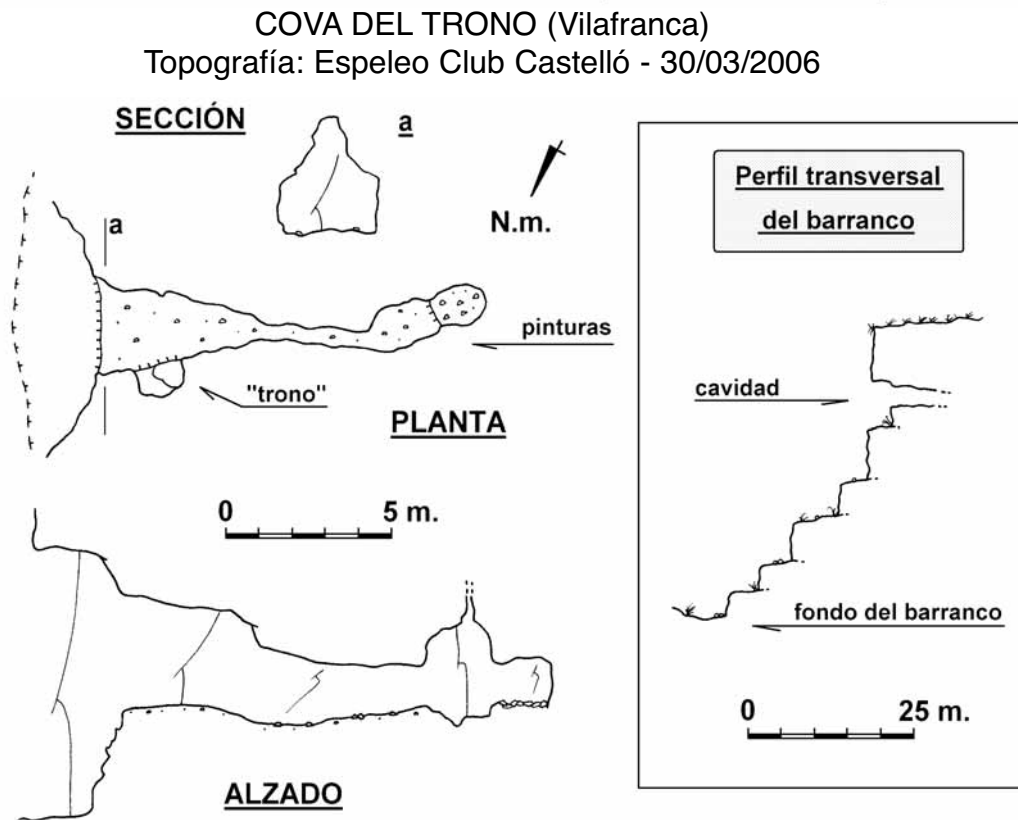 COVA DEL TRONO (Vilafranca)
Topografía: Espeleo Club Castelló - 30/03/2006
SECCIÓN
a
a
N.m.
pinturas
"trono"
PLANTA
0 5 m.
ALZADO
Perfil transversal
del barranco
cavidad
fondo del barranco
0 25 m.